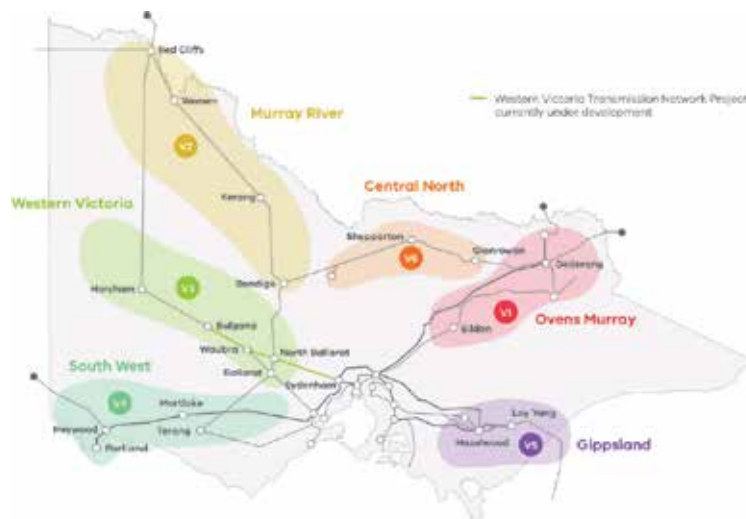 Red Cliffs
Wemen
Western Victoria Transmission Network Project
currently under development
Murray River
V2
Central North
Kerang
Western Victoria
Shepparton
Glenrowan
V6
Dederang
Bendigo
Horsham
V3
V1
Ovens Murray
Eildon
Bulgana
Waubra
North Ballarat
South West
Ballarat
Sydenham
V4
Mortlake
Loy Yang
Heywood
Terang
Hazelwood
V5
Gippsland
Portland